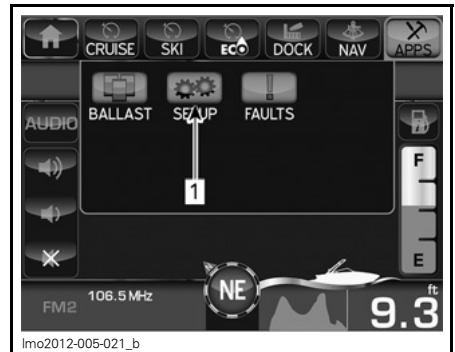 CRUISE SKI ECO DOCK NAV APPS
BALLAST SETUP FAULTS
AUDIO
1
F
E
NE
FM2 106.5 MHz
ft
9.3
lmo2012-005-021_b